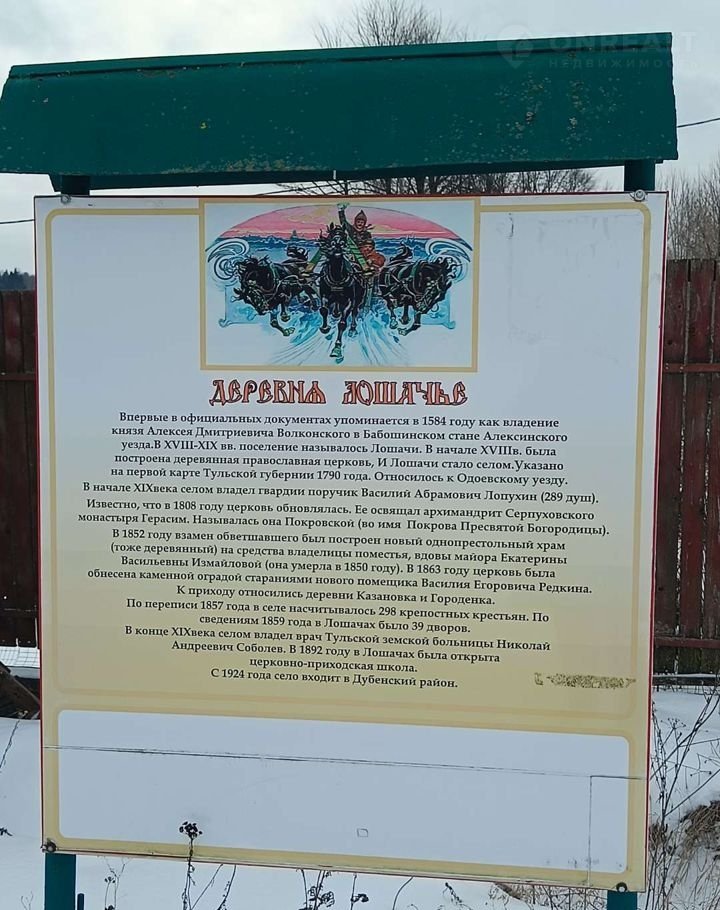 ONREALT
НЕДВИЖИМОСТЬ
ДЕРЕВНЯ ЛОШАЧЬЕ
Впервые в официальных документах упоминается в 1584 году как владение
князя Алексея Дмитриевича Волконского в Бабошинском стане Алексинского
уезда.В XVIII-XIX вв. поселение называлось Лошачи. В начале XVIIIв. была
построена деревянная православная церковь, И Лошачи стало селом.Указано
на первой карте Тульской губернии 1790 года. Относилось к Одоевскому уезду.
В начале XIXвека селом владел гвардии поручик Василий Абрамович Лопухин (289 душ).
Известно, что в 1808 году церковь обновлялась. Ее освящал архимандрит Серпуховского
монастыря Герасим. Называлась она Покровской (во имя Покрова Пресвятой Богородицы).
В 1852 году взамен обветшавшего был построен новый однопрестольный храм
(тоже деревянный) на средства владелицы поместья, вдовы майора Екатерины
Васильевны Измайловой (она умерла в 1850 году). В 1863 году церковь была
обнесена каменной оградой стараниями нового помещика Василия Егоровича Редкина.
К приходу относились деревни Казановка и Городенка.
По переписи 1857 года в селе насчитывалось 298 крепостных крестьян. По
сведениям 1859 года в Лошачах было 39 дворов.
В конце XIXвека селом владел врач Тульской земской больницы Николай
Андреевич Соболев. В 1892 году в Лошачах была открыта
церковно-приходская школа.
С 1924 года село входит в Дубенский район.